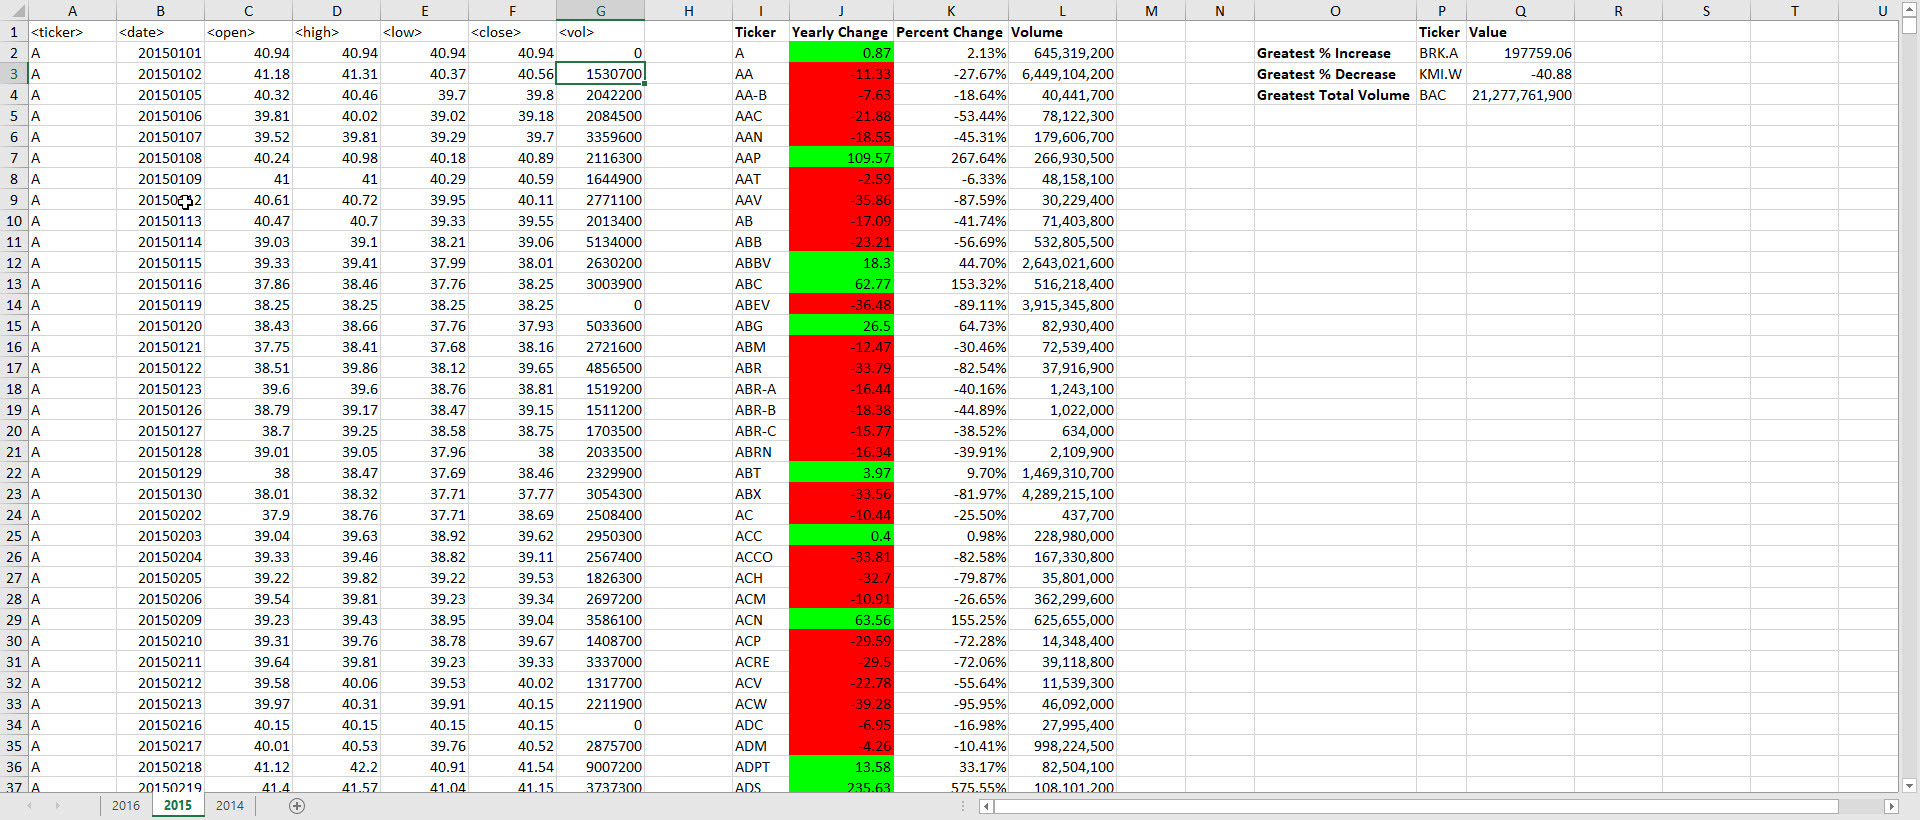 A B C D E F G H I J K L M N O P Q R S T U
1 <ticker> <date> <open> <high> <low> <close> <vol> Ticker Yearly Change Percent Change Volume Ticker Value
2 A 20150101 40.94 40.94 40.94 40.94 0 A 0.87 2.13% 645,319,200 Greatest % Increase BRK.A 197759.06
3 A 20150102 41.18 41.31 40.37 40.56 1530700 AA -11.33 -27.67% 6,449,104,200 Greatest % Decrease KMI.W -40.88
4 A 20150105 40.32 40.46 39.7 39.8 2042200 AA-B -7.63 -18.64% 40,441,700 Greatest Total Volume BAC 21,277,761,900
5 A 20150106 39.81 40.02 39.02 39.18 2084500 AAC -21.88 -53.44% 78,122,300
6 A 20150107 39.52 39.81 39.29 39.7 3359600 AAN -18.55 -45.31% 179,606,700
7 A 20150108 40.24 40.98 40.18 40.89 2116300 AAP 109.57 267.64% 266,930,500
8 A 20150109 41 41 40.29 40.59 1644900 AAT -2.59 -6.33% 48,158,100
9 A 40.61 40.72 39.95 40.11 2771100 AAV -35.86 -87.59% 30,229,400
10 A 20150113 40.47 40.7 39.33 39.55 2013400 AB -17.09 -41.74% 71,403,800
11 A 20150114 39.03 39.1 38.21 39.06 5134000 ABB -23.21 -56.69% 532,805,500
12 A 20150115 39.33 39.41 37.99 38.01 2630200 ABBV 18.3 44.70% 2,643,021,600
13 A 20150116 37.86 38.46 37.76 38.25 3003900 ABC 62.77 153.32% 516,218,400
14 A 20150119 38.25 38.25 38.25 38.25 0 ABEV -36.48 -89.11% 3,915,345,800
15 A 20150120 38.43 38.66 37.76 37.93 5033600 ABG 26.5 64.73% 82,930,400
16 A 20150121 37.75 38.41 37.68 38.16 2721600 ABM -12.47 -30.46% 72,539,400
17 A 20150122 38.51 39.86 38.12 39.65 4856500 ABR -33.79 -82.54% 37,916,900
18 A 20150123 39.6 39.6 38.76 38.81 1519200 ABR-A -16.44 -40.16% 1,243,100
19 A 20150126 38.79 39.17 38.47 39.15 1511200 ABR-B -18.38 -44.89% 1,022,000
20 A 20150127 38.7 39.25 38.58 38.75 1703500 ABR-C -15.77 -38.52% 634,000
21 A 20150128 39.01 39.05 37.96 38 2033500 ABRN -16.34 -39.91% 2,109,900
22 A 20150129 38 38.47 37.69 38.46 2329900 ABT 3.97 9.70% 1,469,310,700
23 A 20150130 38.01 38.32 37.71 37.77 3054300 ABX -33.56 -81.97% 4,289,215,100
24 A 20150202 37.9 38.76 37.71 38.69 2508400 AC -10.44 -25.50% 437,700
25 A 20150203 39.04 39.63 38.92 39.62 2950300 ACC 0.4 0.98% 228,980,000
26 A 20150204 39.33 39.46 38.82 39.11 2567400 ACCO -33.81 -82.58% 167,330,800
27 A 20150205 39.22 39.82 39.22 39.53 1826300 ACH -32.7 -79.87% 35,801,000
28 A 20150206 39.54 39.81 39.23 39.34 2697200 ACM -10.91 -26.65% 362,299,600
29 A 20150209 39.23 39.43 38.95 39.04 3586100 ACN 63.56 155.25% 625,655,000
30 A 20150210 39.31 39.76 38.78 39.67 1408700 ACP -29.59 -72.28% 14,348,400
31 A 20150211 39.64 39.81 39.23 39.33 3337000 ACRE -29.5 -72.06% 39,118,800
32 A 20150212 39.58 40.06 39.53 40.02 1317700 ACV -22.78 -55.64% 11,539,300
33 A 20150213 39.97 40.31 39.91 40.15 2211900 ACW -39.28 -95.95% 46,092,000
34 A 20150216 40.15 40.15 40.15 40.15 0 ADC -6.95 -16.98% 27,995,400
35 A 20150217 40.01 40.53 39.76 40.52 2875700 ADM -4.26 -10.41% 998,224,500
36 A 20150218 41.12 42.2 40.91 41.54 9007200 ADPT 13.58 33.17% 82,504,100
37 A 20150219 41.4 41.57 41.04 41.15 3737300 ADS 235.63 575.55% 108,101,200
2016 2015 2014